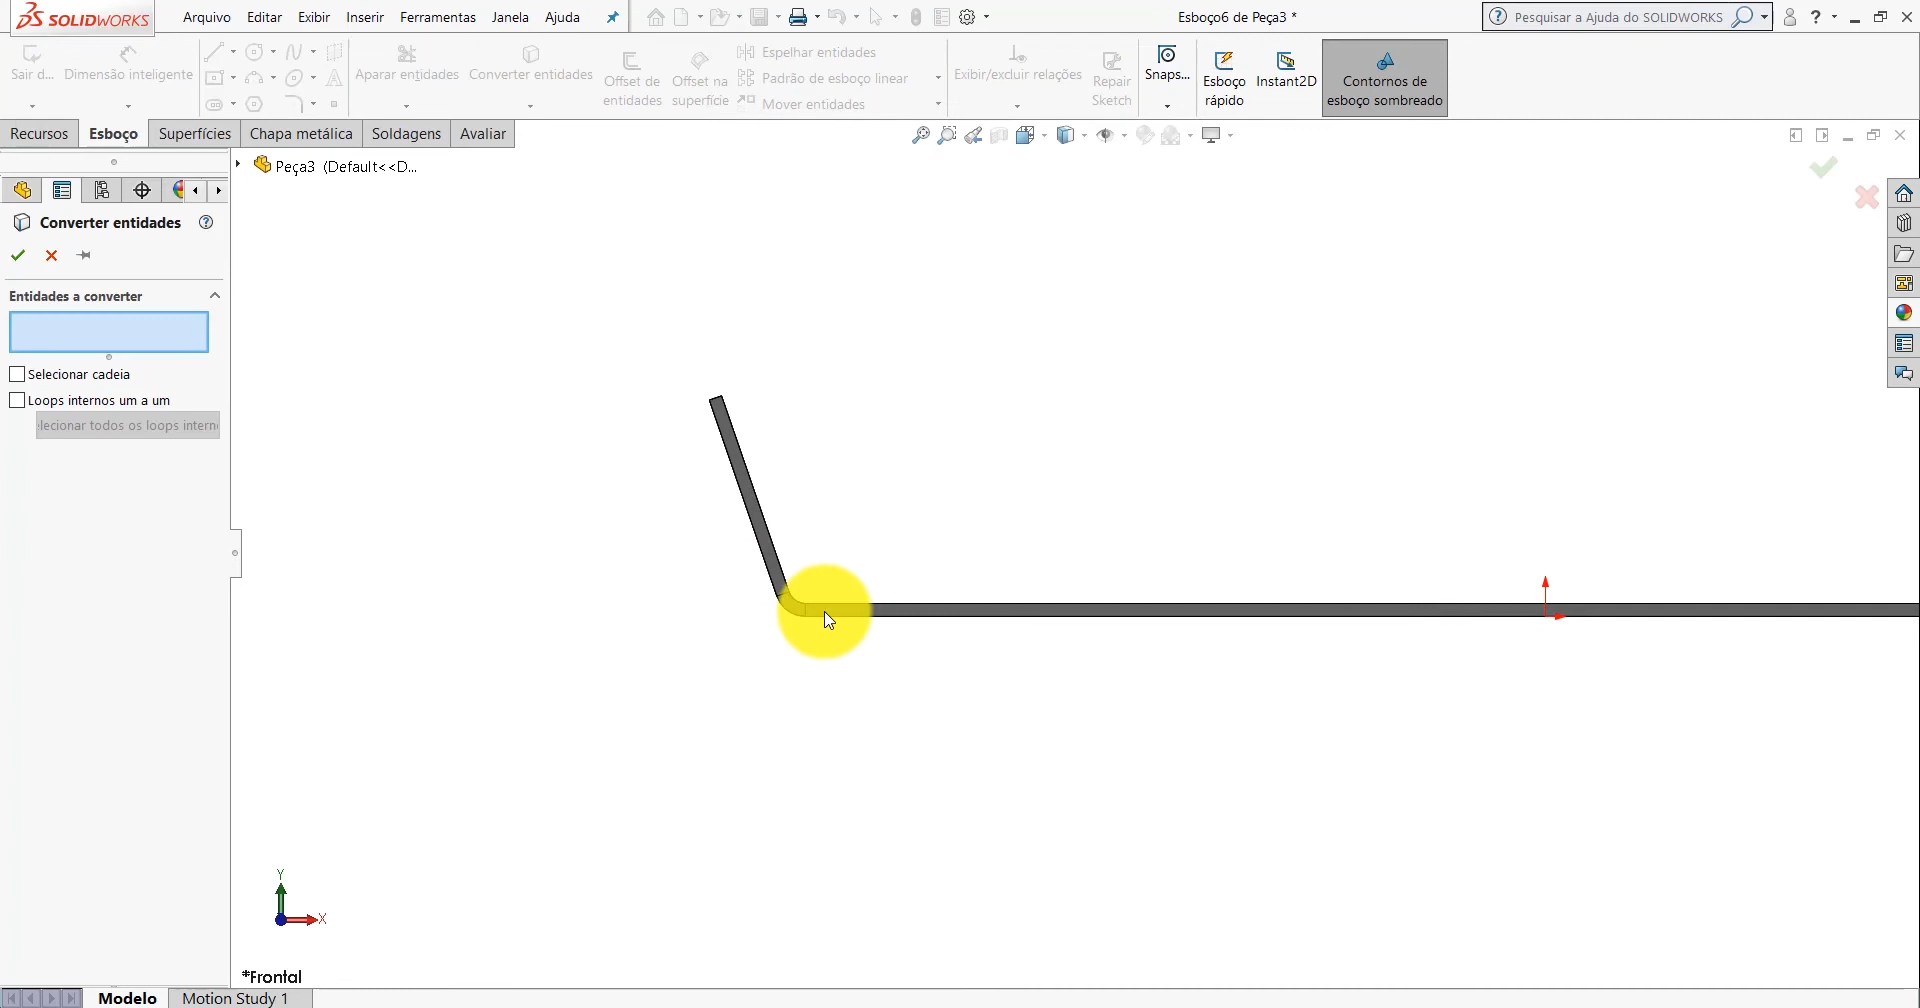 SOLIDWORKS
Arquivo Editar Exibir Inserir Ferramentas Janela Ajuda
Esboço6 de Peça3 *
Pesquisar a Ajuda do SOLIDWORKS
?
Sair d...
Dimensão inteligente
Aparar entidades
Converter entidades
Offset de
entidades
Offset na
superfície
Espelhar entidades
Padrão de esboço linear
Mover entidades
Exibir/excluir relações
Repair
Sketch
Snaps...
Esboço
rápido
Instant2D
Contornos de
esboço sombreado
Recursos Esboço Superfícies Chapa metálica Soldagens Avaliar
Peça3 (Default<<D...
Converter entidades
?
Entidades a converter
Selecionar cadeia
Loops internos um a um
lecionar todos os loops intern
Y
X
*Frontal
Modelo Motion Study 1